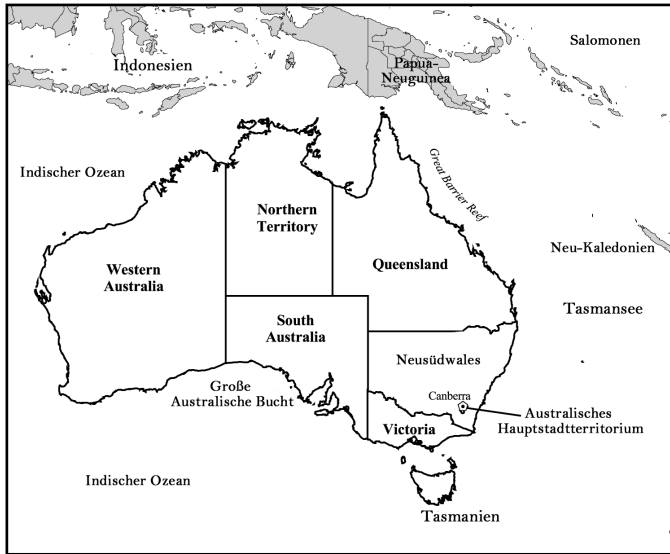 Salomonen
Indonesien
Papua-
Neuguinea
Indischer Ozean
Great Barrier Reef
Northern
Territory
Neu-Kaledonien
Western
Australia
Queensland
Tasmansee
South
Australia
Neusüdwales
Große
Australische Bucht
Canberra
Australisches
Hauptstadtterritorium
Victoria
Indischer Ozean
Tasmanien